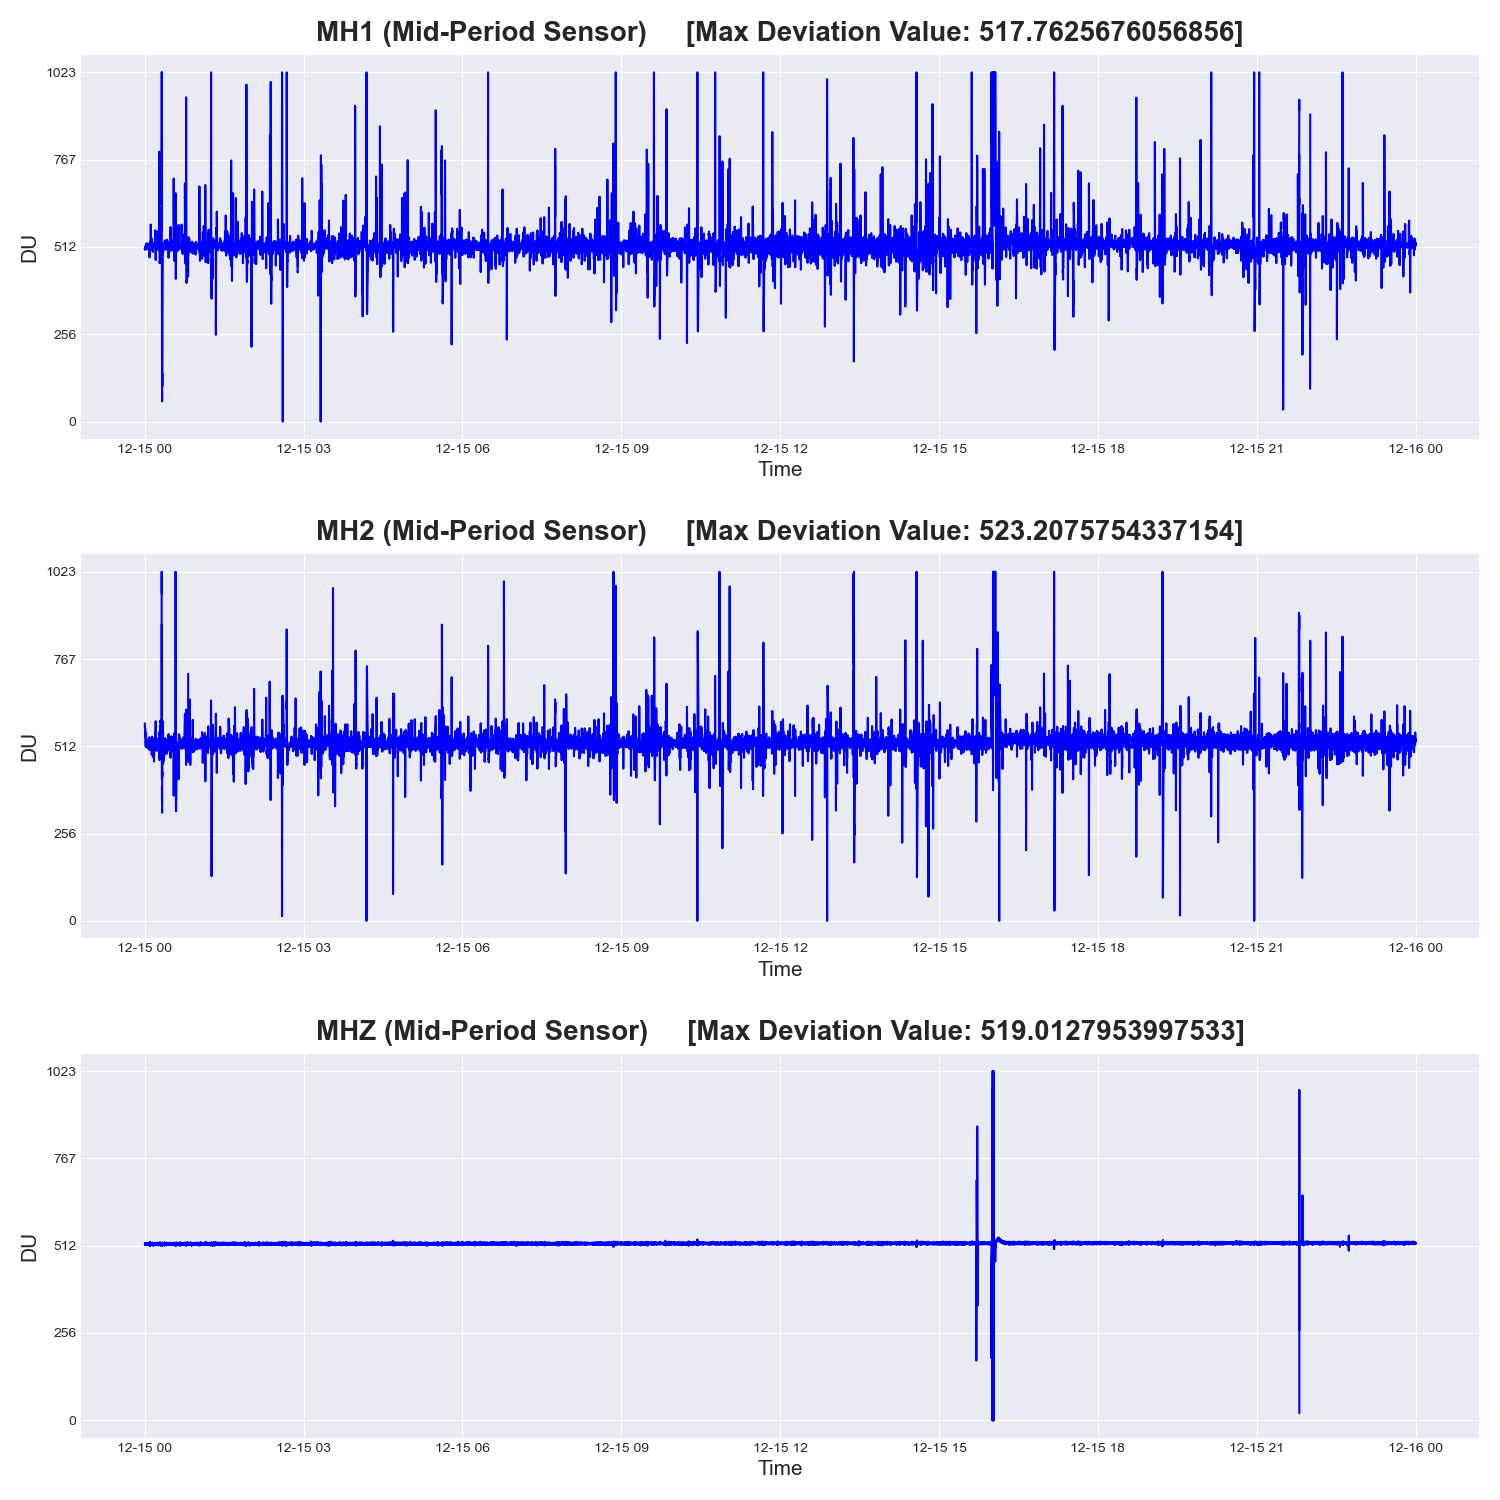 MH1 (Mid-Period Sensor) [Max Deviation Value: 517.7625676056856]
1023
767
512
256
0
DU
12-15 00 12-15 03 12-15 06 12-15 09 12-15 12 12-15 15 12-15 18 12-15 21 12-16 00
Time
MH2 (Mid-Period Sensor) [Max Deviation Value: 523.2075754337154]
1023
767
512
256
0
DU
12-15 00 12-15 03 12-15 06 12-15 09 12-15 12 12-15 15 12-15 18 12-15 21 12-16 00
Time
MHZ (Mid-Period Sensor) [Max Deviation Value: 519.0127953997533]
1023
767
512
256
0
DU
12-15 00 12-15 03 12-15 06 12-15 09 12-15 12 12-15 15 12-15 18 12-15 21 12-16 00
Time